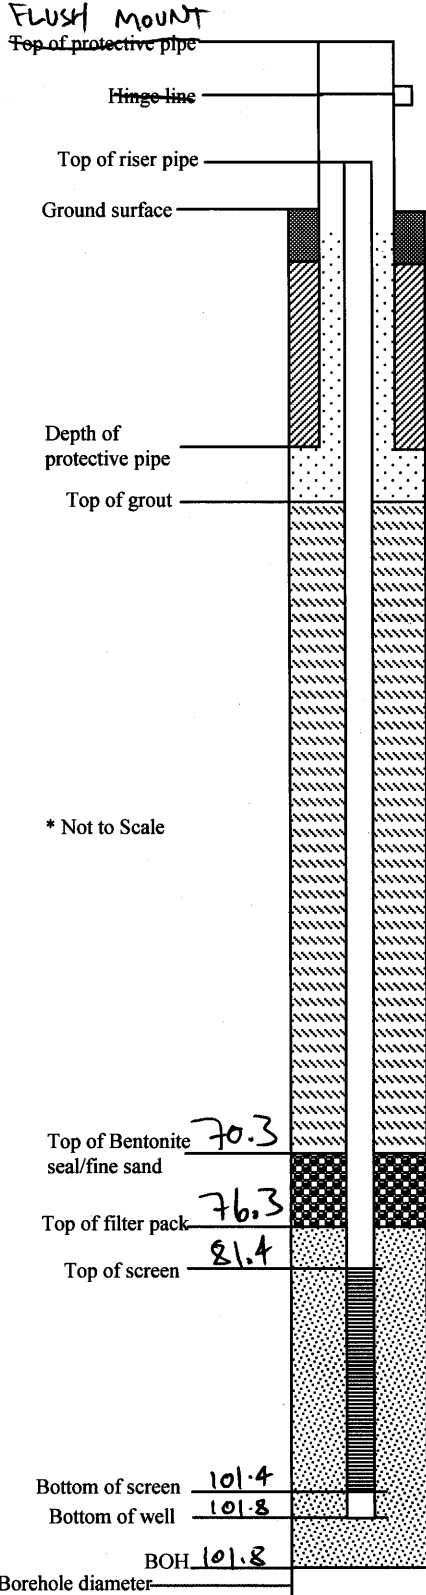 FLUSH MOUNT
Top of protective pipe
Hinge line
Top of riser pipe
Ground surface
Depth of
protective pipe
Top of grout
* Not to Scale
Top of Bentonite 70.3
seal/fine sand
Top of filter pack 76.3
Top of screen 81.4
Bottom of screen 101.4
Bottom of well 101.8
BOH 101.8
Borehole diameter